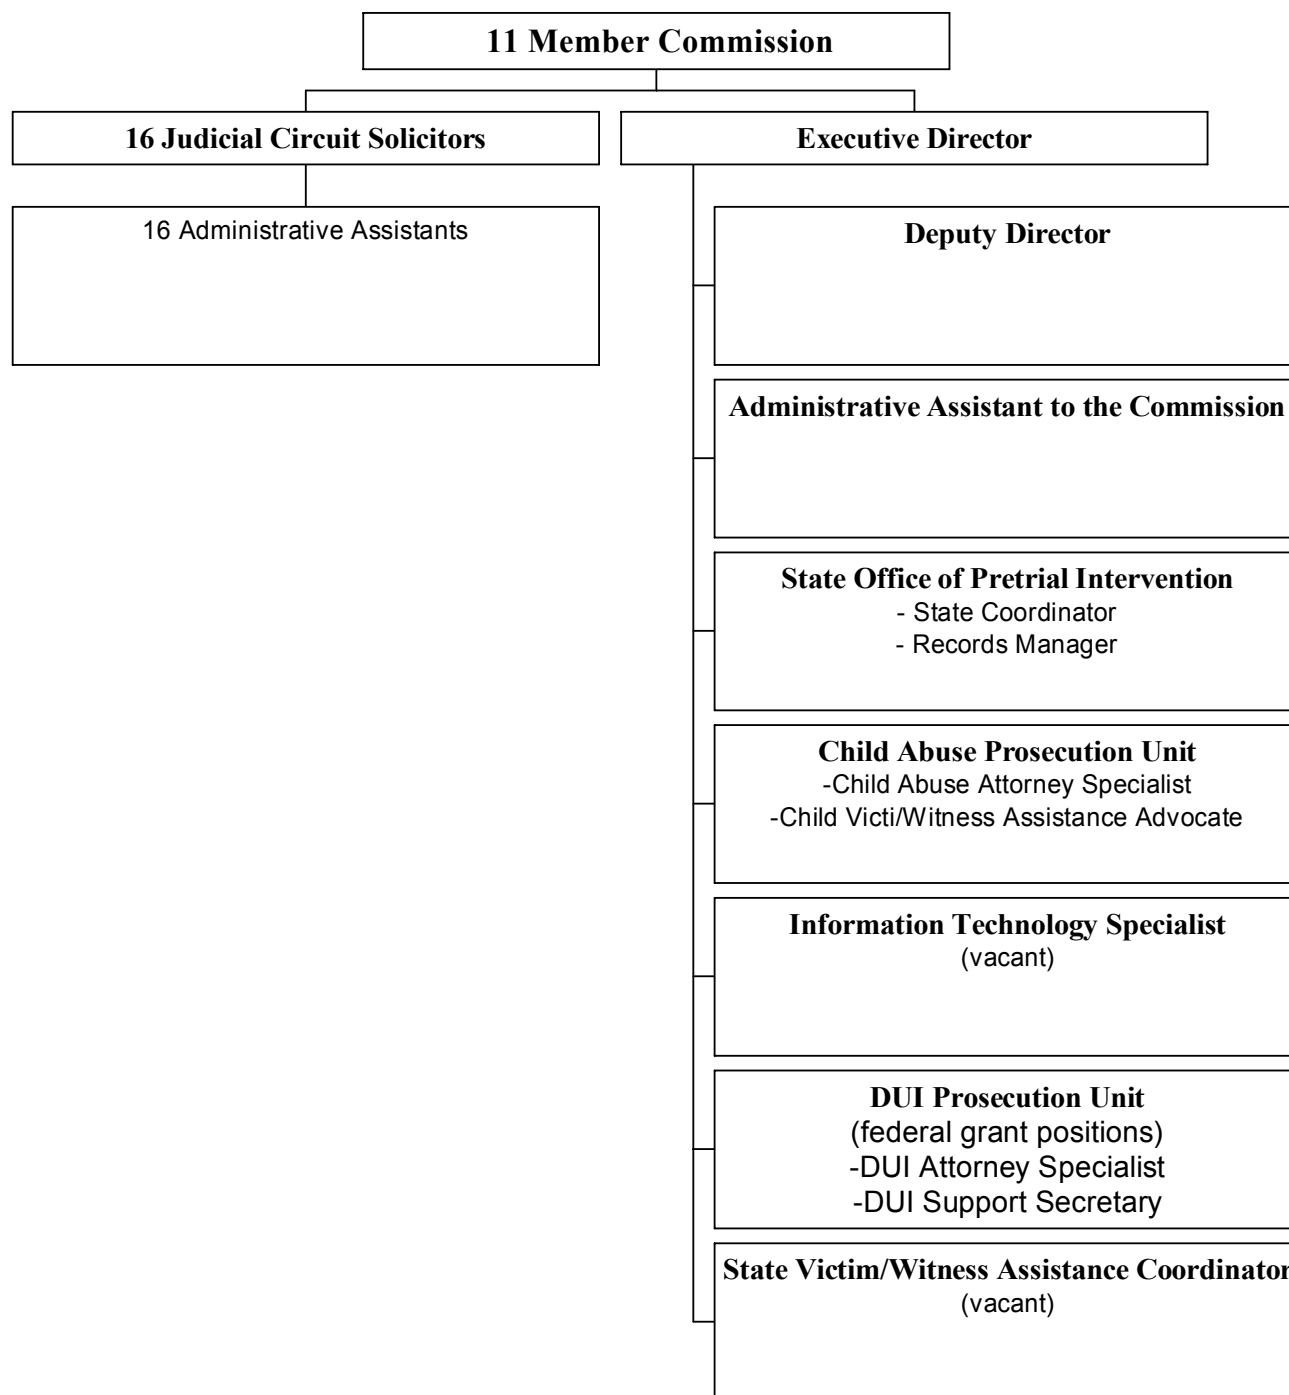 11 Member Commission
16 Judicial Circuit Solicitors
Executive Director
16 Administrative Assistants
Deputy Director
Administrative Assistant to the Commission
State Office of Pretrial Intervention
- State Coordinator
- Records Manager
Child Abuse Prosecution Unit
-Child Abuse Attorney Specialist
-Child Victi/Witness Assistance Advocate
Information Technology Specialist
(vacant)
DUI Prosecution Unit
(federal grant positions)
-DUI Attorney Specialist
-DUI Support Secretary
State Victim/Witness Assistance Coordinator
(vacant)